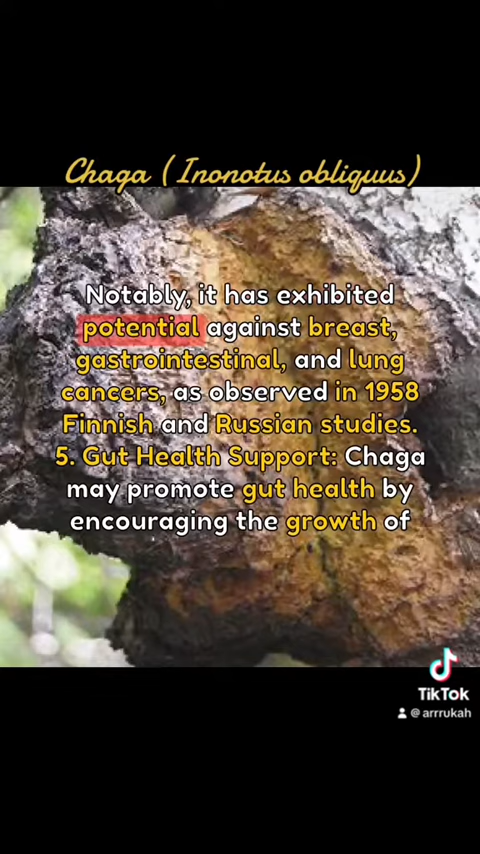 Chaga (Inonotus obliquus)
Notably, it has exhibited
potential against breast,
gastrointestinal, and lung
cancers, as observed in 1958
Finnish and Russian studies.
5. Gut Health Support: Chaga
may promote gut health by
encouraging the growth of
TikTok
@ arrrukah